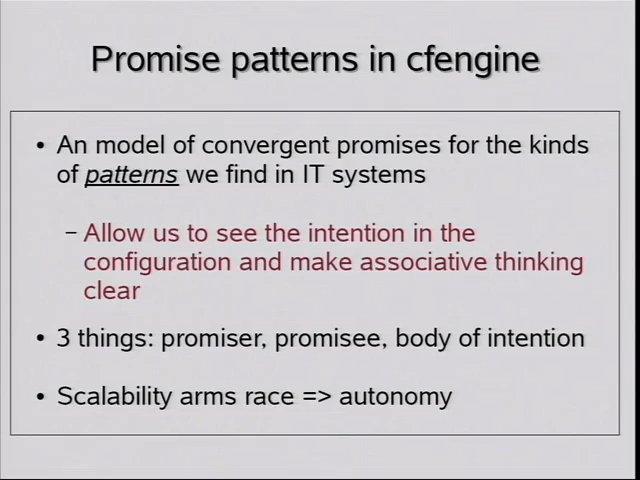 Promise patterns in cfengine
• An model of convergent promises for the kinds
of patterns we find in IT systems
– Allow us to see the intention in the
configuration and make associative thinking
clear
• 3 things: promiser, promisee, body of intention
• Scalability arms race => autonomy